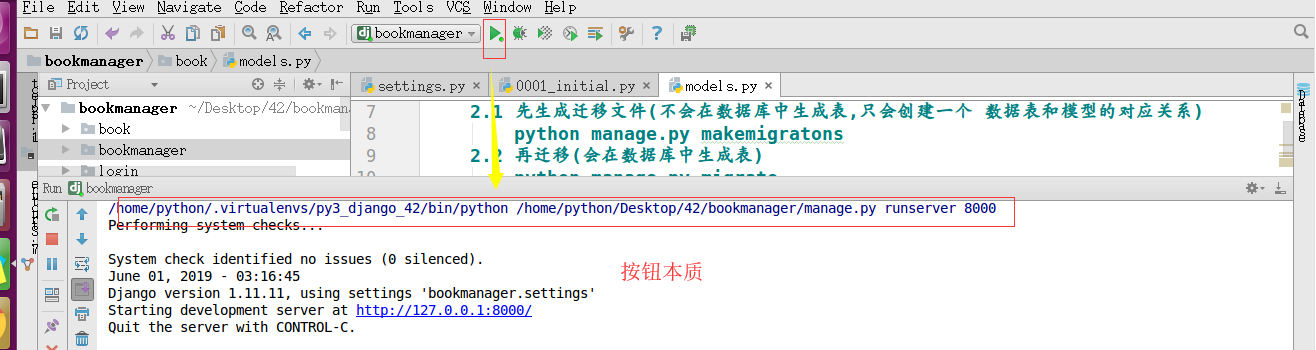 File Edit View Navigate Code Refactor Run Tools VCS Window Help
bookmanager
bookmanager book models.py
Project
settings.py 0001_initial.py models.py
bookmanager ~/Desktop/42/bookma
book
bookmanager
login
7 2.1 先生成迁移文件(不会在数据库中生成表,只会创建一个 数据表和模型的对应关系)
8 python manage.py makemigratons
9 2.2 再迁移(会在数据库中生成表)
python manage.py migrate
Run bookmanager
/home/python/.virtualenvs/py3_django_42/bin/python /home/python/Desktop/42/bookmanager/manage.py runserver 8000
Performing system checks...
System check identified no issues (0 silenced).
June 01, 2019 - 03:16:45
Django version 1.11.11, using settings 'bookmanager.settings'
Starting development server at http://127.0.0.1:8000/
Quit the server with CONTROL-C.
按钮本质